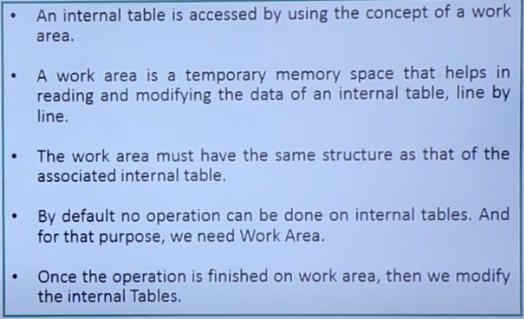 • An internal table is accessed by using the concept of a work
area.
• A work area is a temporary memory space that helps in
reading and modifying the data of an internal table, line by
line.
• The work area must have the same structure as that of the
associated internal table.
• By default no operation can be done on internal tables. And
for that purpose, we need Work Area.
• Once the operation is finished on work area, then we modify
the internal Tables.